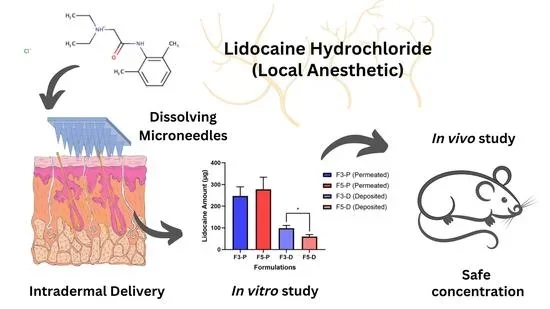 CH₃
NH⁺
NH
CH₃
H₃C
O
H₃C
Cl⁻
Lidocaine Hydrochloride
(Local Anesthetic)
Dissolving
Microneedles
Intradermal Delivery
Lidocaine Amount (µg)
400
300
200
100
0
*
F3-P
F5-P
F3-D
F5-D
Formulations
F3-P (Permeated)
F5-P (Permeated)
F3-D (Deposited)
F5-D (Deposited)
In vitro study
In vivo study
Safe
concentration